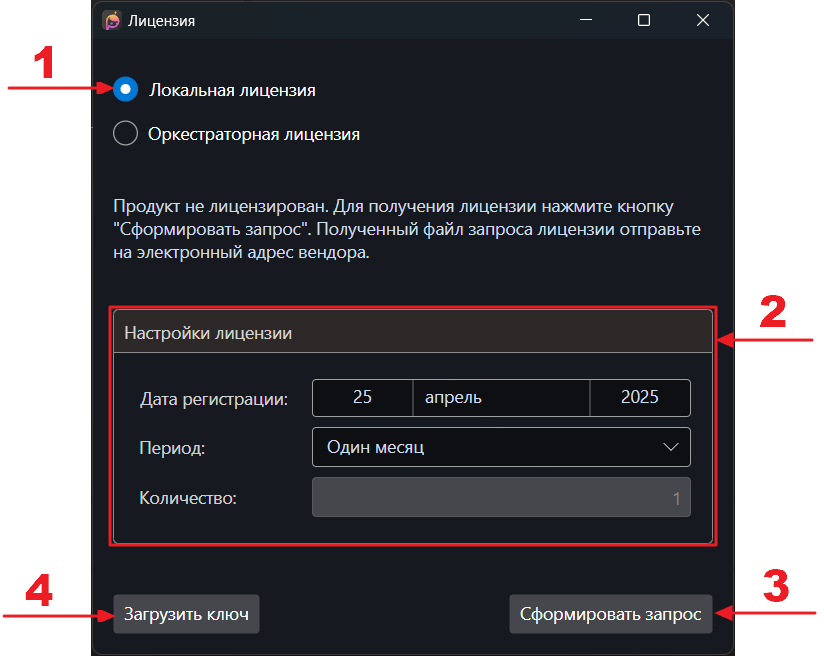 Лицензия
1
Локальная лицензия
Оркестраторная лицензия
Продукт не лицензирован. Для получения лицензии нажмите кнопку
"Сформировать запрос". Полученный файл запроса лицензии отправьте
на электронный адрес вендора.
2
Настройки лицензии
Дата регистрации: 25 апрель 2025
Период: Один месяц
Количество: 1
4
Загрузить ключ
3
Сформировать запрос